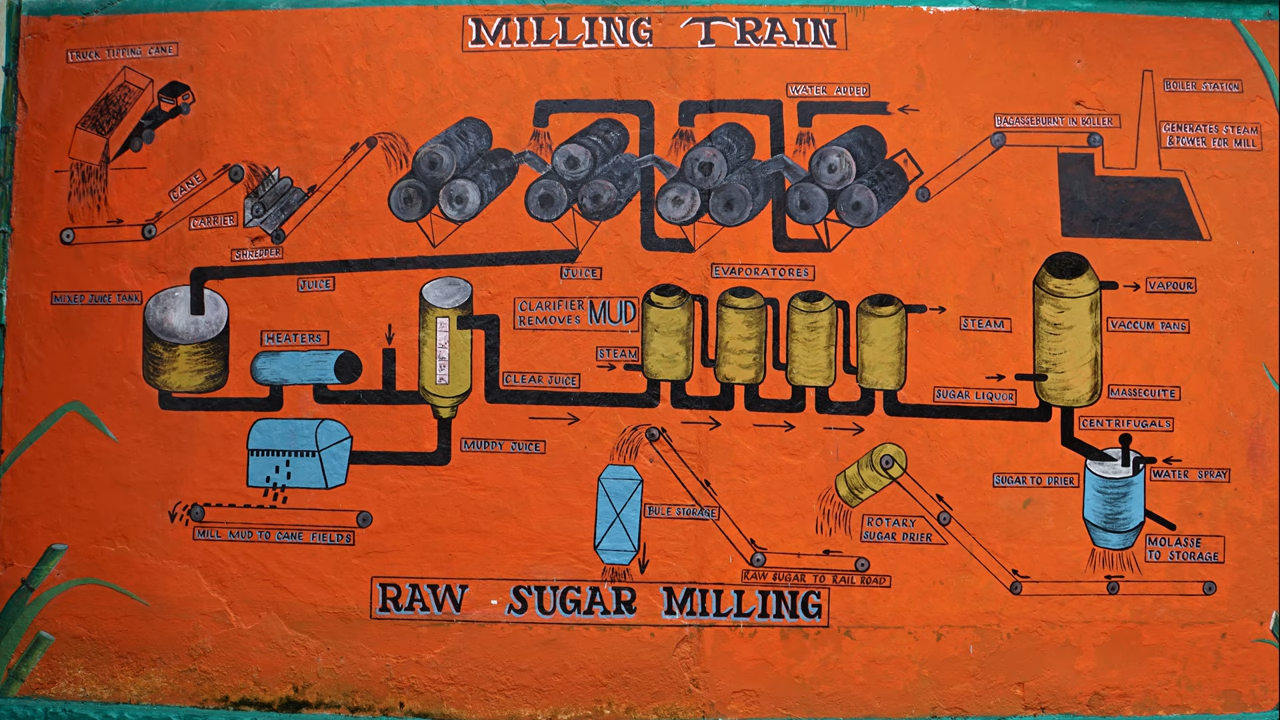 MILLING TRAIN
TRUCK TIPPING CANE
WATER ADDED
BOILER STATION
BAGASSEBURNT IN BOILER
GENERATES STEAM
& POWER FOR MILL
CANE
CARRIER
SHREDDER
JUICE
JUICE
EVAPORATORES
MIXED JUICE TANK
HEATERS
CLARIFIER
REMOVES MUD
STEAM
CLEAR JUICE
STEAM
VAPOUR
VACCUM PANS
SUGAR LIQUOR
MASSECUITE
CENTRIFUGALS
MUDDY JUICE
SUGAR TO DRIER
WATER SPRAY
BULE STORAGE
ROTARY
SUGAR DRIER
MILL MUD TO CANE FIELDS
MOLASSE
TO STORAGE
RAW SUGAR TO RAIL ROAD
RAW SUGAR MILLING